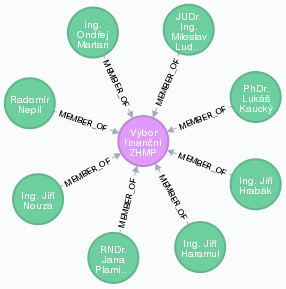 Ing.
Ondřej
Martan
JUDr.
Ing.
Miloslav
Lud...
MEMBER_OF
MEMBER_OF
Radomír
Nepil
MEMBER_OF
MEMBER_OF
PhDr.
Lukáš
Kaucký
Výbor
finanční
ZHMP
Ing. Jiří
Nouza
MEMBER_OF
MEMBER_OF
Ing. Jiří
Hrabák
MEMBER_OF
MEMBER_OF
RNDr.
Jana
Plamí...
Ing. Jiří
Haramul